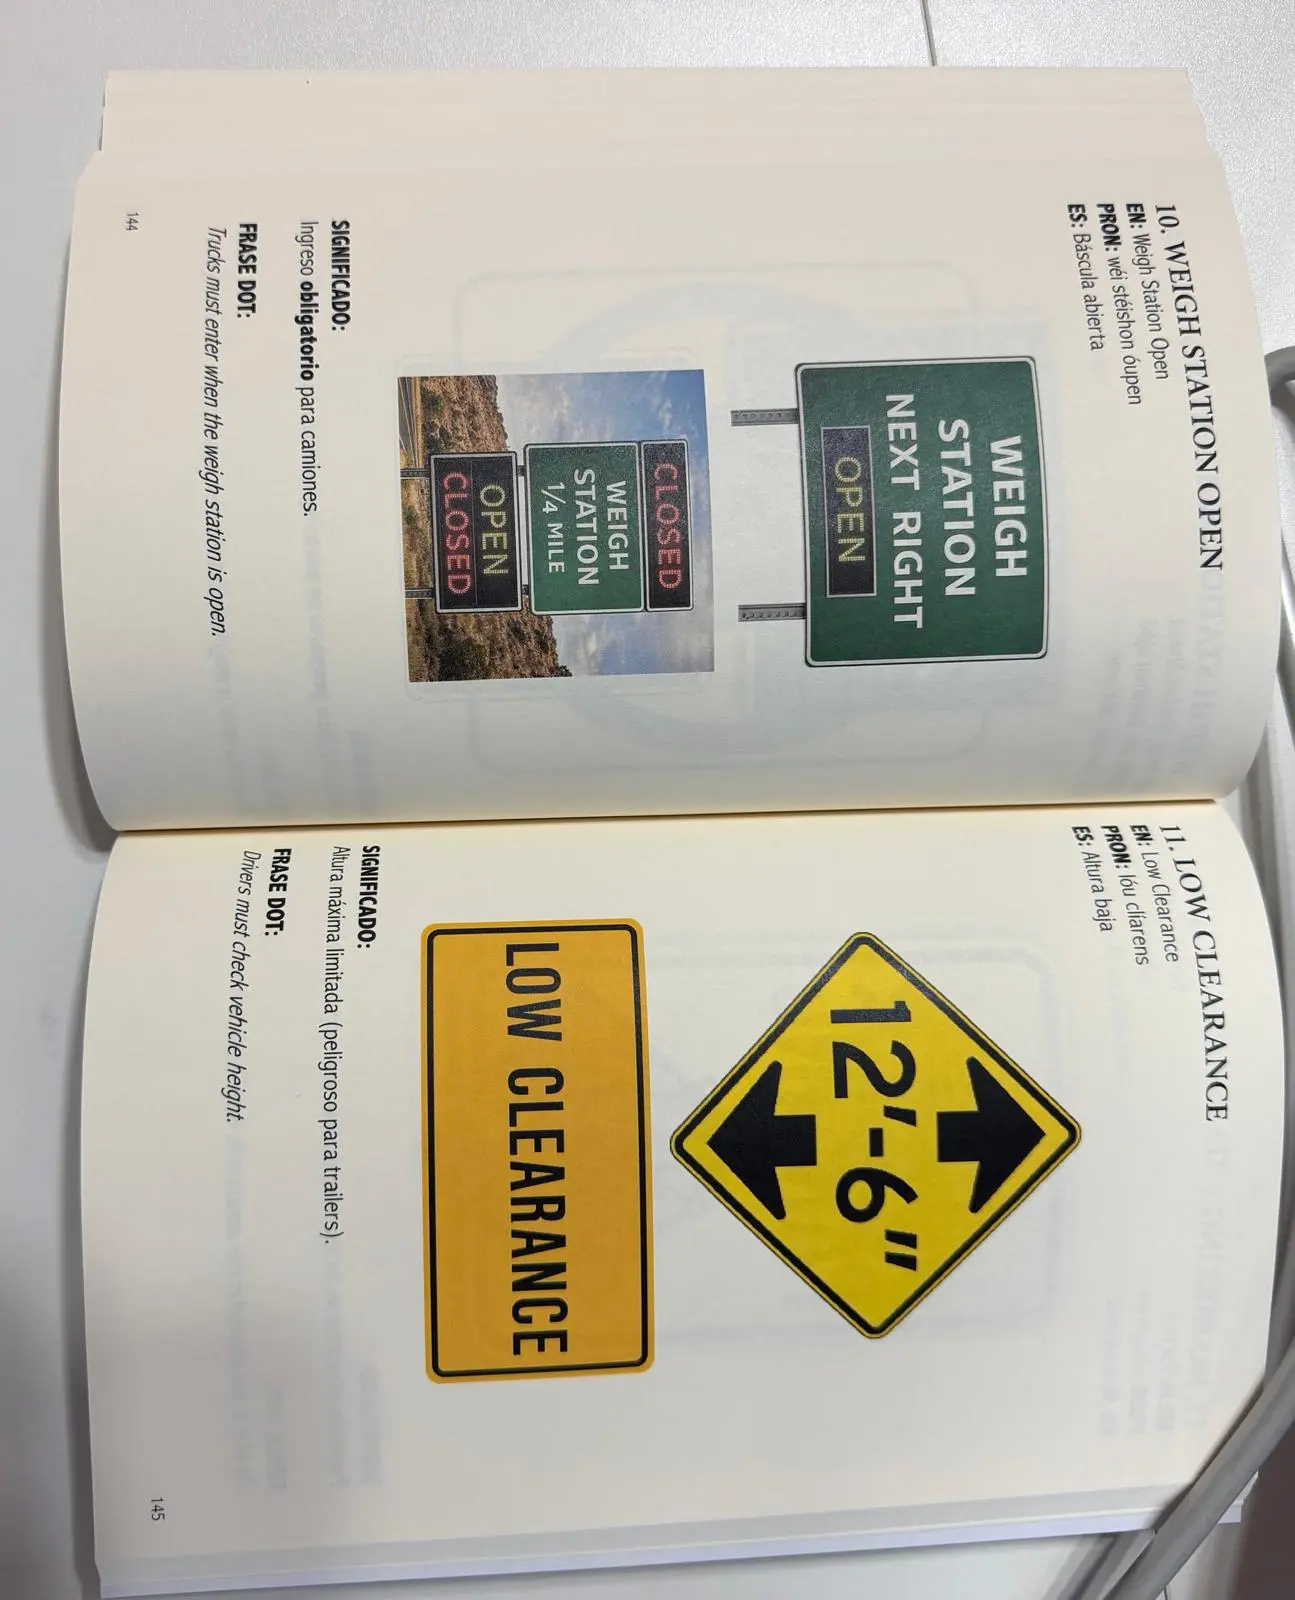 10. WEIGH STATION OPEN
EN: Weigh Station Open
PRON: wéi stéishon óupen
ES: Báscula abierta
WEIGH
STATION
NEXT RIGHT
OPEN
CLOSED
WEIGH
STATION
1/4 MILE
OPEN
CLOSED
SIGNIFICADO:
Ingreso obligatorio para camiones.
FRASE DOT:
Trucks must enter when the weigh station is open.
144
11. LOW CLEARANCE
EN: Low Clearance
PRON: lóu clíarens
ES: Altura baja
12'-6"
LOW CLEARANCE
SIGNIFICADO:
Altura máxima limitada (peligroso para trailers).
FRASE DOT:
Drivers must check vehicle height.
145